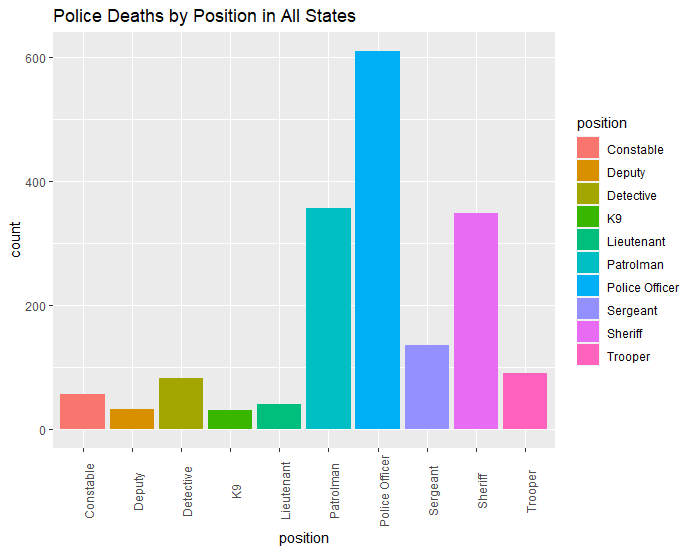 Police Deaths by Position in All States
600
400
200
0
count
Constable
Deputy
Detective
K9
Lieutenant
Patrolman
Police Officer
Sergeant
Sheriff
Trooper
position
position
Constable
Deputy
Detective
K9
Lieutenant
Patrolman
Police Officer
Sergeant
Sheriff
Trooper